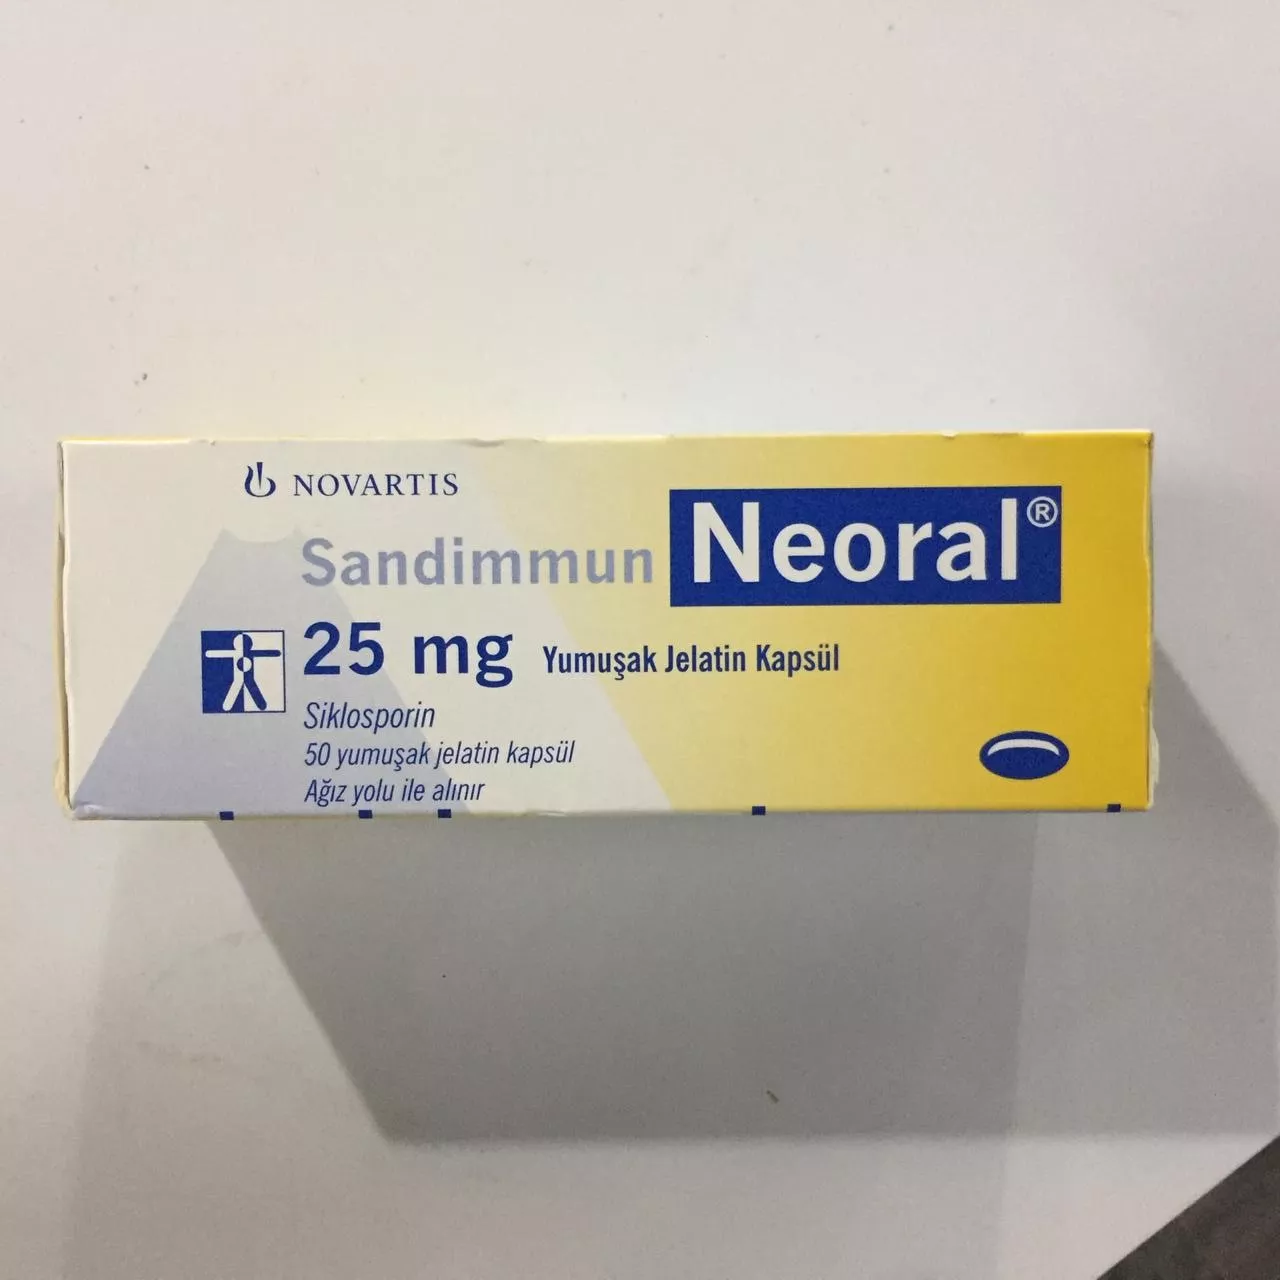 NOVARTIS
Sandimmun Neoral®
25 mg Yumuşak Jelatin Kapsül
Siklosporin
50 yumuşak jelatin kapsül
Ağız yolu ile alınır